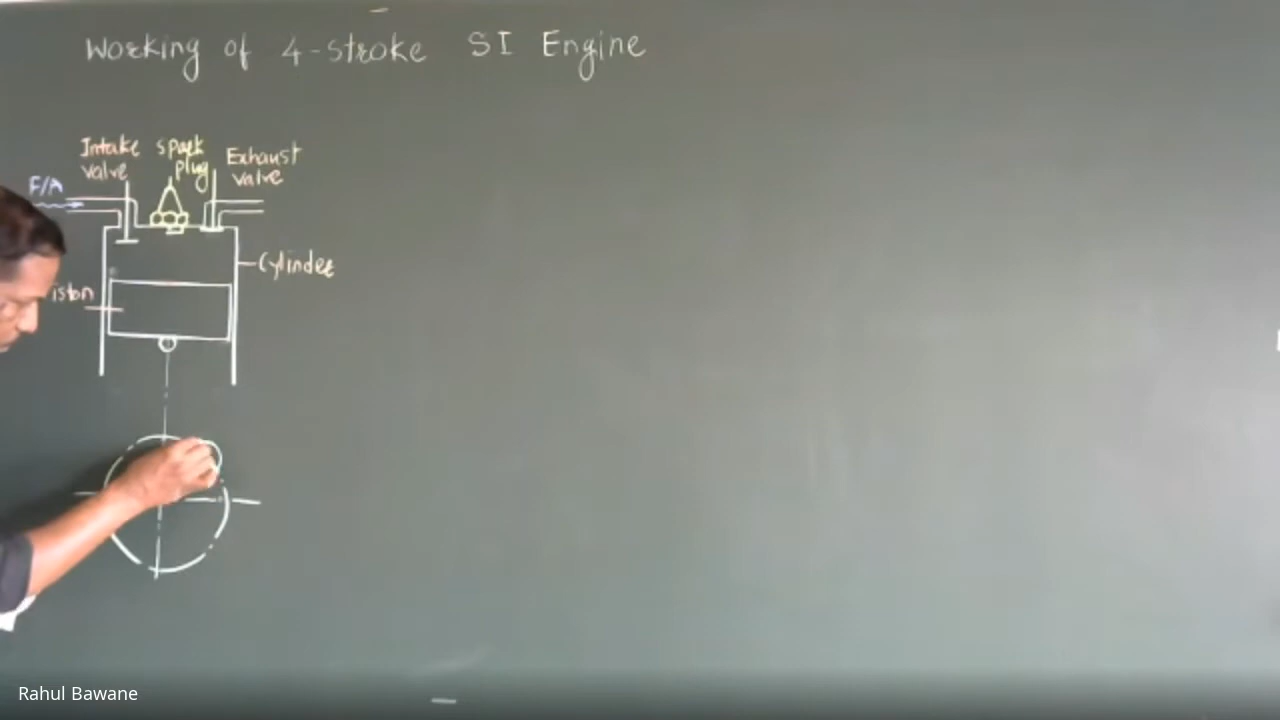 Working of 4-stroke SI Engine
Intake spark Exhaust
valve plug valve
F/A
Cylinder
iston
Rahul Bawane